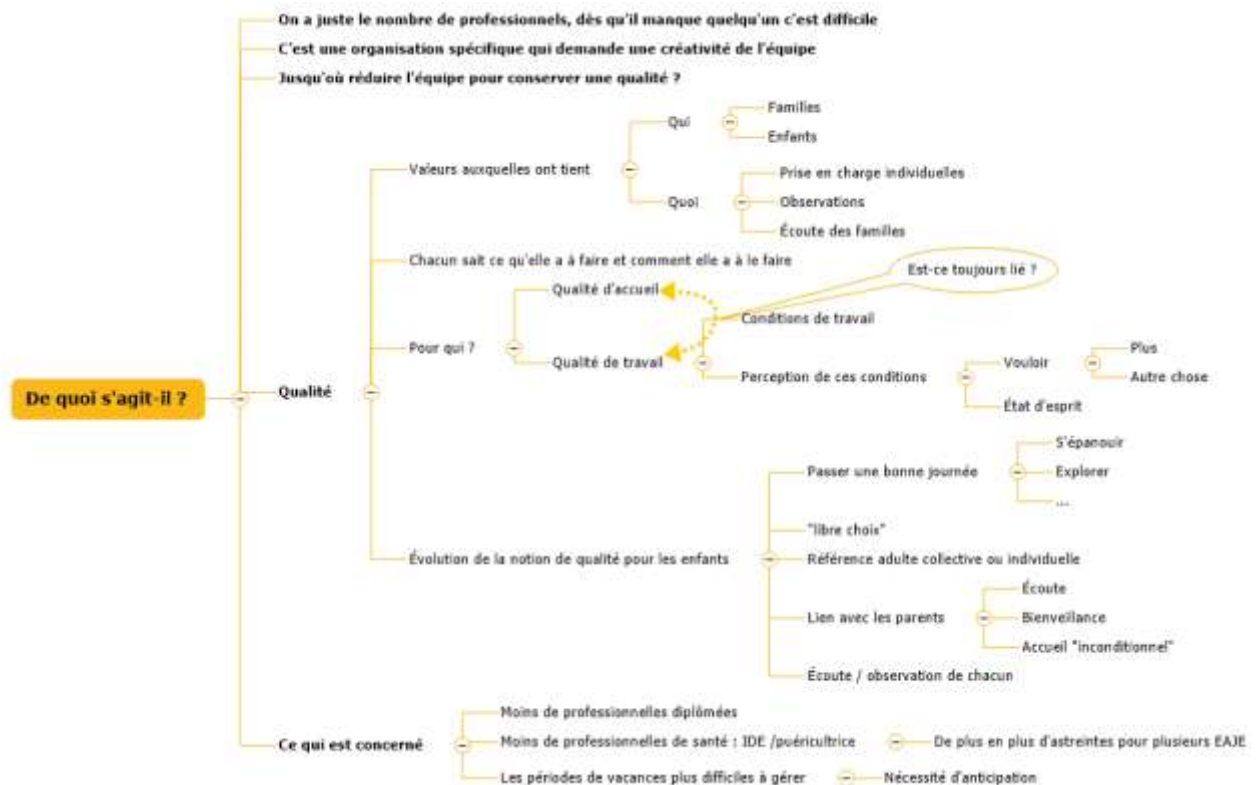 On a juste le nombre de professionnels, dès qu'il manque quelqu'un c'est difficile
C'est une organisation spécifique qui demande une créativité de l'équipe
Jusqu'où réduire l'équipe pour conserver une qualité ?
De quoi s'agit-il ?
Qualité
Valeurs auxquelles ont tient
Qui
Familles
Enfants
Quoi
Prise en charge individuelles
Observations
Écoute des familles
Chacun sait ce qu'elle a à faire et comment elle a à le faire
Pour qui ?
Qualité d'accueil
Qualité de travail
Est-ce toujours lié ?
Conditions de travail
Perception de ces conditions
Vouloir
Plus
Autre chose
État d'esprit
Évolution de la notion de qualité pour les enfants
Passer une bonne journée
S'épanouir
Explorer
...
"libre choix"
Référence adulte collective ou individuelle
Lien avec les parents
Écoute
Bienveillance
Accueil "inconditionnel"
Écoute / observation de chacun
Ce qui est concerné
Moins de professionnelles diplômées
Moins de professionnelles de santé : IDE /puéricultrice
De plus en plus d'astreintes pour plusieurs EAJE
Les périodes de vacances plus difficiles à gérer
Nécessité d'anticipation